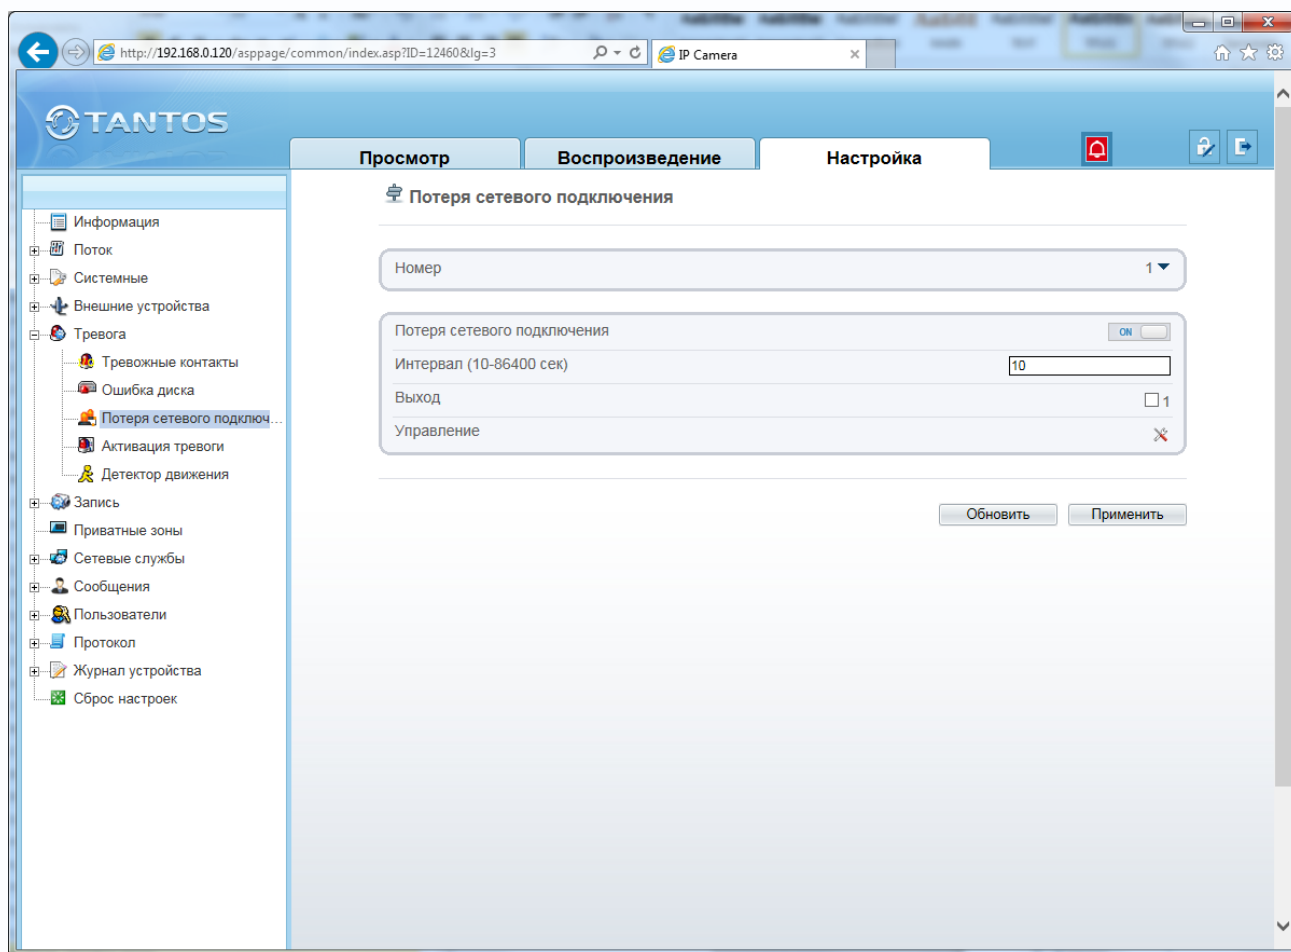 http://192.168.0.120/asppage/common/index.asp?ID=12460&lg=3
IP Camera
TANTOS
Просмотр
Воспроизведение
Настройка
Потеря сетевого подключения
Информация
Поток
Системные
Внешние устройства
Тревога
Тревожные контакты
Ошибка диска
Потеря сетевого подключ...
Активация тревоги
Детектор движения
Запись
Приватные зоны
Сетевые службы
Сообщения
Пользователи
Протокол
Журнал устройства
Сброс настроек
Номер 1
Потеря сетевого подключения ON
Интервал (10-86400 сек) 10
Выход 1
Управление
Обновить Применить